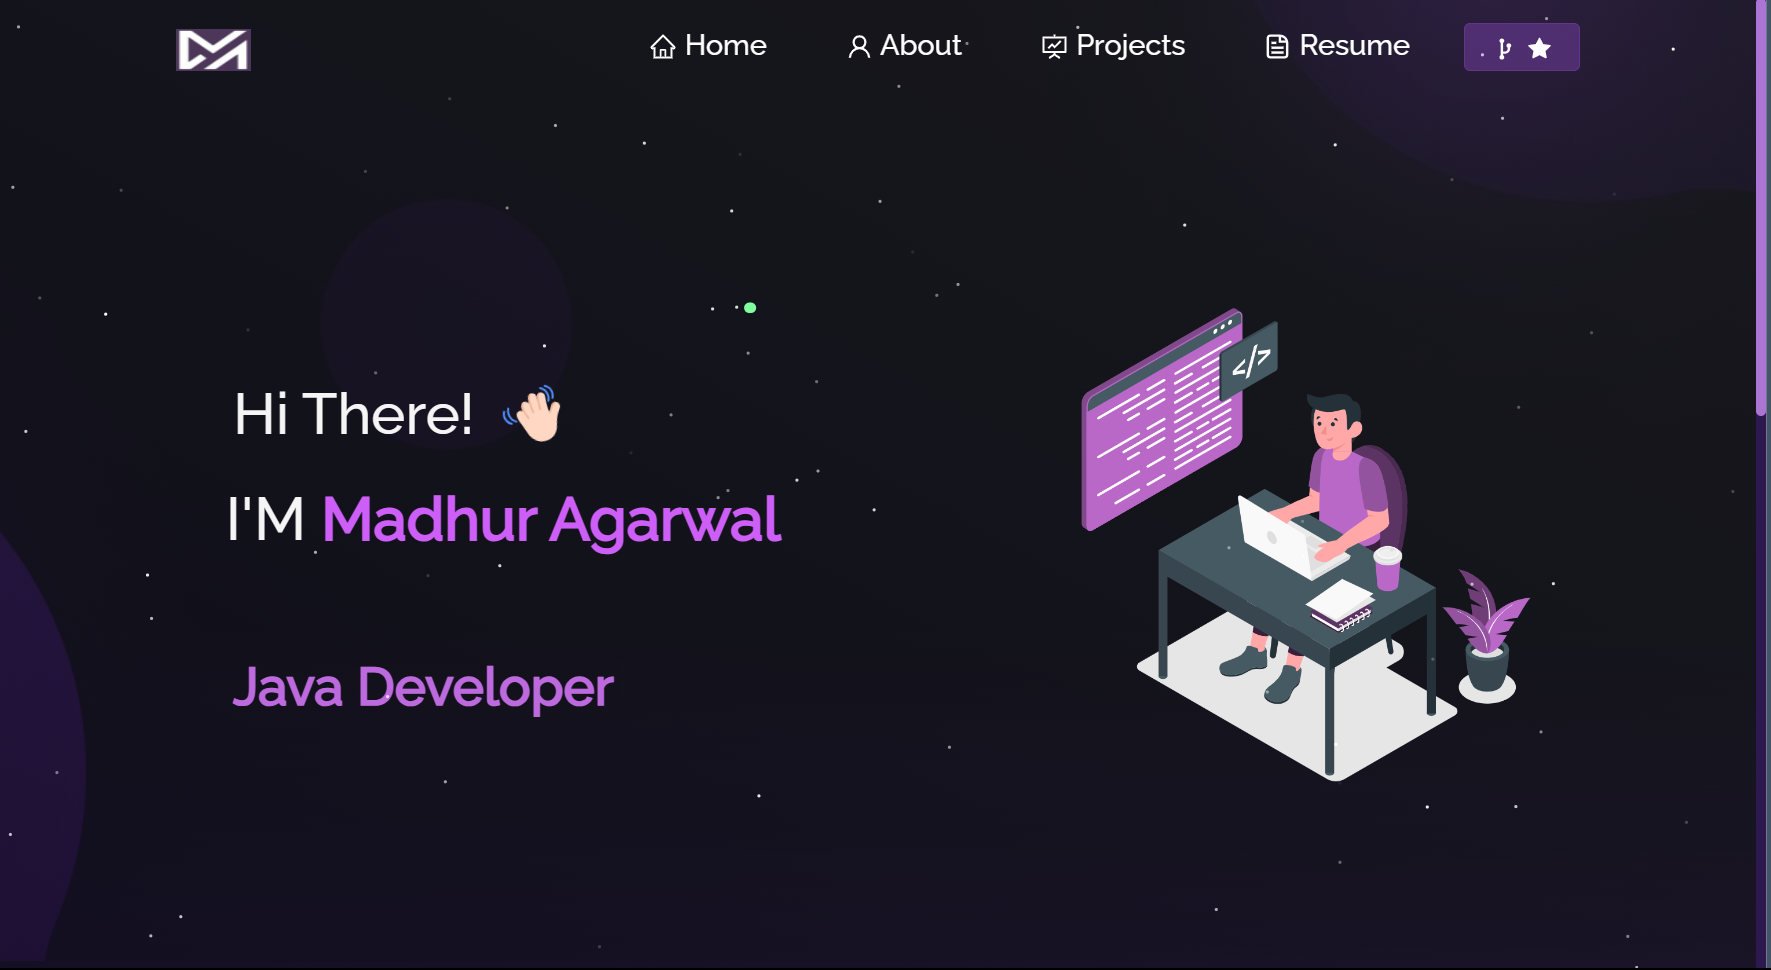 Home
About
Projects
Resume
</>
Hi There! 👋🏻
I'M Madhur Agarwal
Java Developer